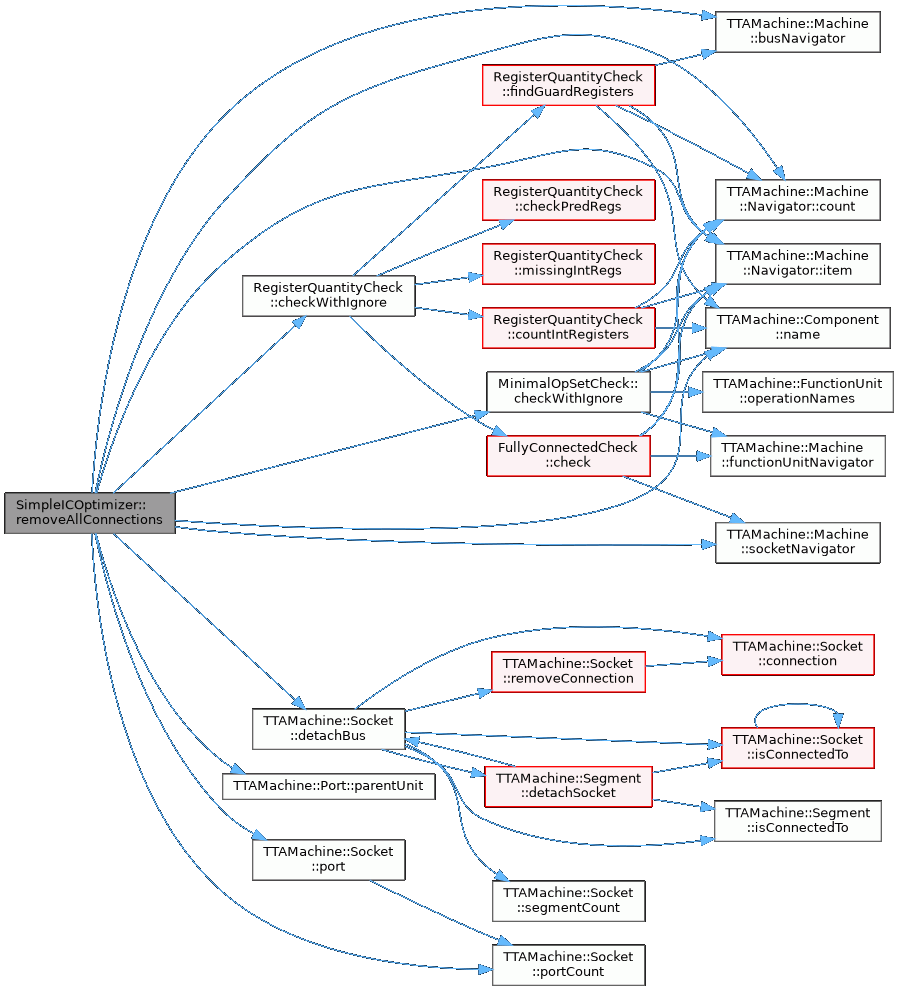 TTAMachine::Machine
::busNavigator
RegisterQuantityCheck
::findGuardRegisters
RegisterQuantityCheck
::checkPredRegs
TTAMachine::Machine
::Navigator::count
RegisterQuantityCheck
::missingIntRegs
TTAMachine::Machine
::Navigator::item
RegisterQuantityCheck
::checkWithIgnore
RegisterQuantityCheck
::countIntRegisters
TTAMachine::Component
::name
MinimalOpSetCheck::
checkWithIgnore
TTAMachine::FunctionUnit
::operationNames
FullyConnectedCheck
::check
TTAMachine::Machine
::functionUnitNavigator
SimpleICOptimizer::
removeAllConnections
TTAMachine::Machine
::socketNavigator
TTAMachine::Socket
::connection
TTAMachine::Socket
::removeConnection
TTAMachine::Socket
::detachBus
TTAMachine::Socket
::isConnectedTo
TTAMachine::Port::parentUnit
TTAMachine::Segment
::detachSocket
TTAMachine::Segment
::isConnectedTo
TTAMachine::Socket
::port
TTAMachine::Socket
::segmentCount
TTAMachine::Socket
::portCount